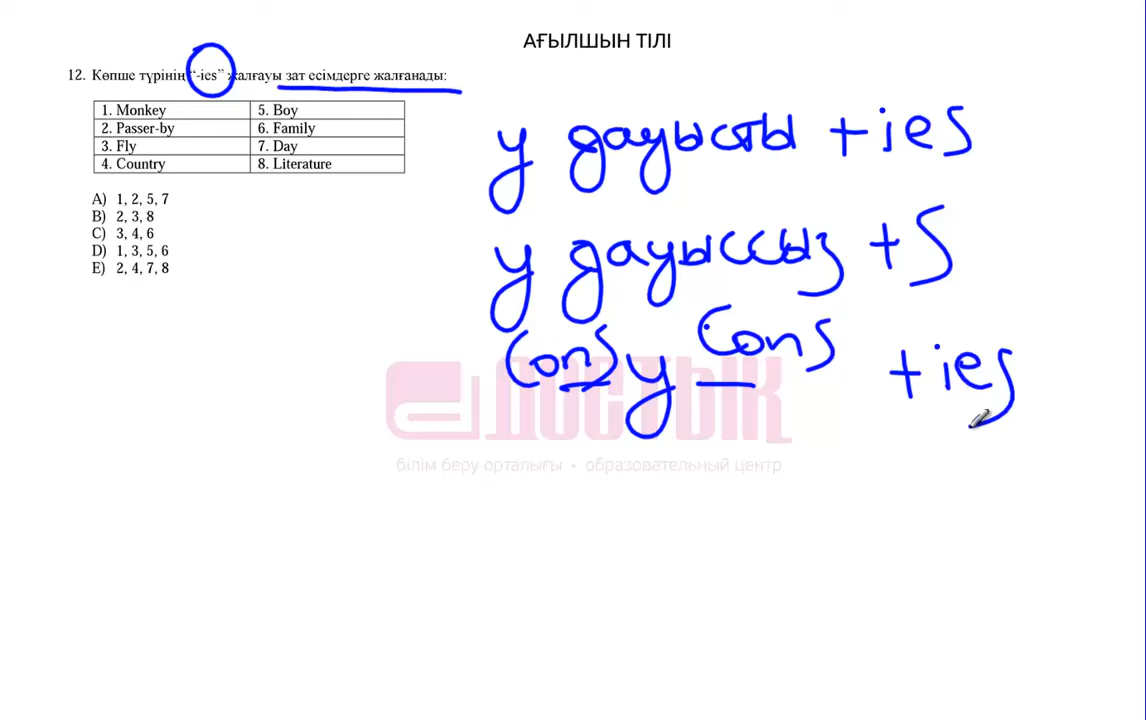 АҒЫЛШЫН ТІЛІ
12. Көпше түрінің “-ies” жалғауы зат есімдерге жалғанады:
1. Monkey 5. Boy
2. Passer-by 6. Family
3. Fly 7. Day
4. Country 8. Literature
A) 1, 2, 5, 7
B) 2, 3, 8
C) 3, 4, 6
D) 1, 3, 5, 6
E) 2, 4, 7, 8
y дауысты +ies
y дауыссыз +s
Cons y Cons +ies
ДОСТЫҚ
білім беру орталығы • образовательный центр